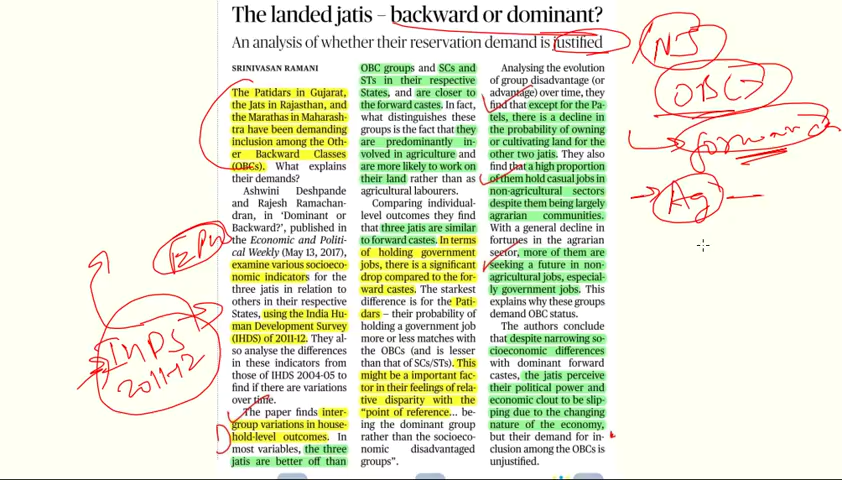 The landed jatis – backward or dominant?
An analysis of whether their reservation demand is justified
SRINIVASAN RAMANI
The Patidars in Gujarat,
the Jats in Rajasthan, and
the Marathas in Maharash-
tra have been demanding
inclusion among the Oth-
er Backward Classes
(OBCs). What explains
their demands?
Ashwini Deshpande
and Rajesh Ramachan-
dran, in ‘Dominant or
Backward?’, published in
the Economic and Politi-
cal Weekly (May 13, 2017),
examine various socioeco-
nomic indicators for the
three jatis in relation to
others in their respective
States, using the India Hu-
man Development Survey
(IHDS) of 2011-12. They al-
so analyse the differences
in these indicators from
those of IHDS 2004-05 to
find if there are variations
over time.
The paper finds inter-
group variations in house-
hold-level outcomes. In
most variables, the three
jatis are better off than
OBC groups and SCs and
STs in their respective
States, and are closer to
the forward castes. In fact,
what distinguishes these
groups is the fact that they
are predominantly in-
volved in agriculture and
are more likely to work on
their land rather than as
agricultural labourers.
Comparing individual-
level outcomes they find
that three jatis are similar
to forward castes. In terms
of holding government
jobs, there is a significant
drop compared to the for-
ward castes. The starkest
difference is for the Pati-
dars – their probability of
holding a government job
more or less matches with
the OBCs (and is lesser
than that of SCs/STs). This
might be a important fac-
tor in their feelings of rela-
tive disparity with the
“point of reference... be-
ing the dominant group
rather than the socioeco-
nomic disadvantaged
groups”.
Analysing the evolution
of group disadvantage (or
advantage) over time, they
find that except for the Pa-
tels, there is a decline in
the probability of owning
or cultivating land for the
other two jatis. They also
find that a high proportion
of them hold casual jobs in
non-agricultural sectors
despite them being largely
agrarian communities.
With a general decline in
fortunes in the agrarian
sector, more of them are
seeking a future in non-
agricultural jobs, especial-
ly government jobs. This
explains why these groups
demand OBC status.
The authors conclude
that despite narrowing so-
cioeconomic differences
with dominant forward
castes, the jatis perceive
their political power and
economic clout to be slip-
ping due to the changing
nature of the economy,
but their demand for in-
clusion among the OBCs is
unjustified.
NJ
OBC
forward
Ag
EPW
IHDS
2011-12